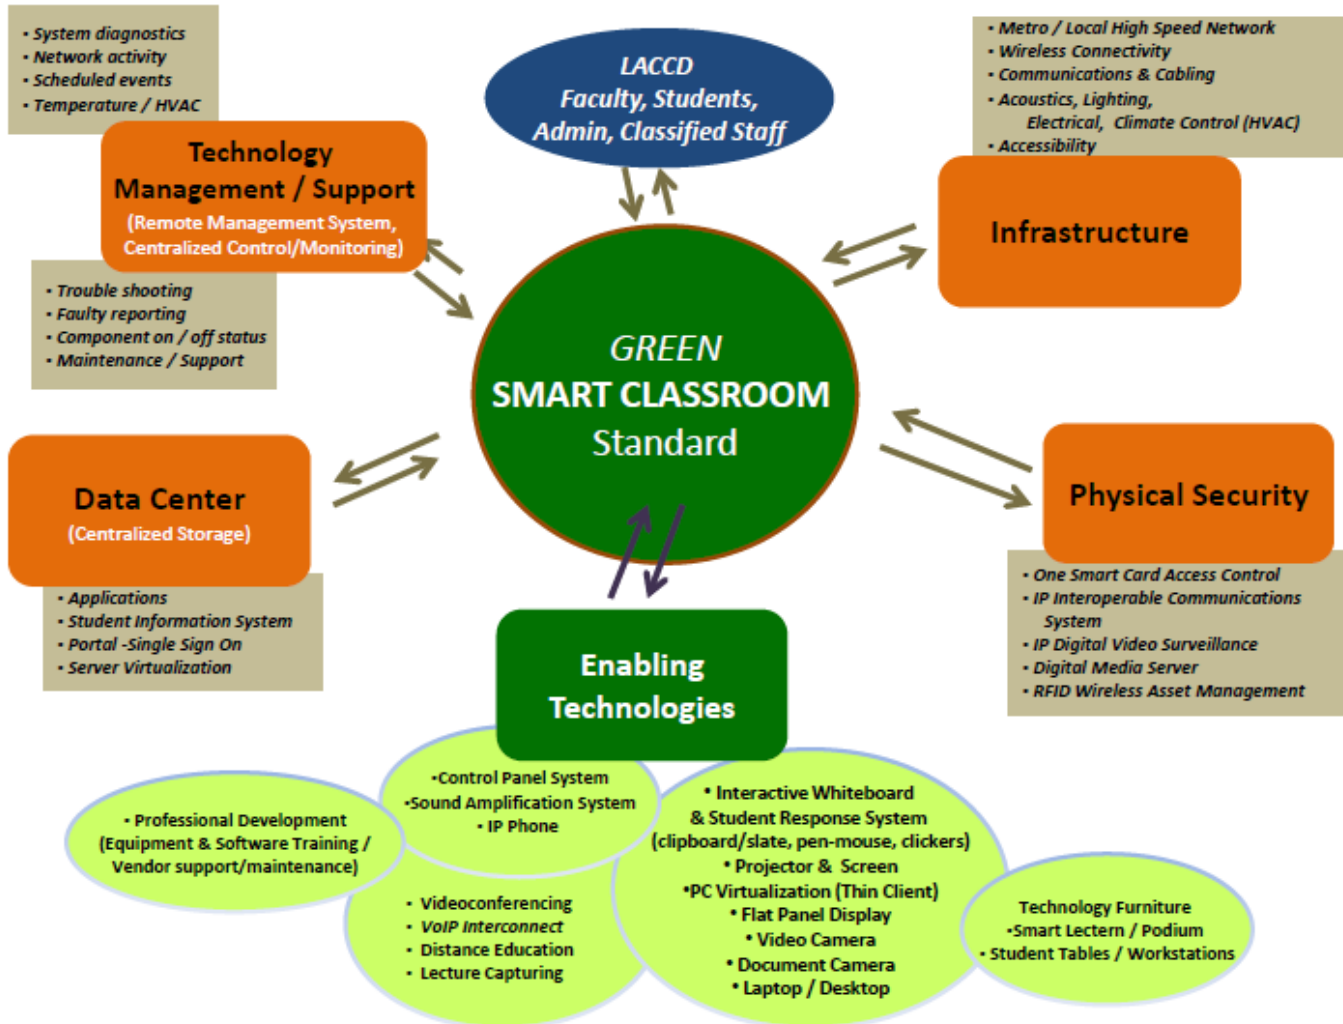 • System diagnostics
• Network activity
• Scheduled events
• Temperature / HVAC
Technology
Management / Support
(Remote Management System,
Centralized Control/Monitoring)
• Trouble shooting
• Faulty reporting
• Component on / off status
• Maintenance / Support
LACCD
Faculty, Students,
Admin, Classified Staff
• Metro / Local High Speed Network
• Wireless Connectivity
• Communications & Cabling
• Acoustics, Lighting,
Electrical, Climate Control (HVAC)
• Accessibility
Infrastructure
GREEN
SMART CLASSROOM
Standard
Data Center
(Centralized Storage)
• Applications
• Student Information System
• Portal -Single Sign On
• Server Virtualization
Physical Security
• One Smart Card Access Control
• IP Interoperable Communications
System
• IP Digital Video Surveillance
• Digital Media Server
• RFID Wireless Asset Management
Enabling
Technologies
• Professional Development
(Equipment & Software Training /
Vendor support/maintenance)
•Control Panel System
•Sound Amplification System
• IP Phone
• Videoconferencing
• VoIP Interconnect
• Distance Education
• Lecture Capturing
• Interactive Whiteboard
& Student Response System
(clipboard/slate, pen-mouse, clickers)
• Projector & Screen
•PC Virtualization (Thin Client)
• Flat Panel Display
• Video Camera
• Document Camera
• Laptop / Desktop
Technology Furniture
•Smart Lectern / Podium
• Student Tables / Workstations